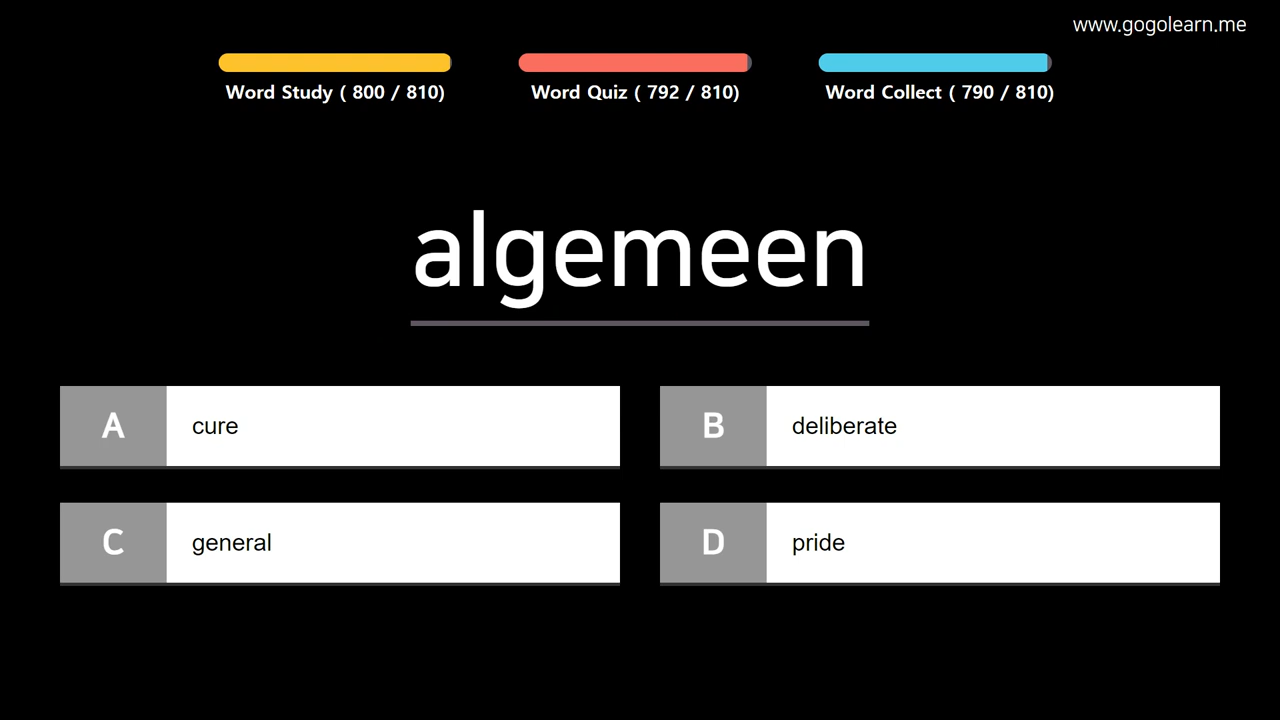 www.gogolearn.me
Word Study ( 800 / 810)
Word Quiz ( 792 / 810)
Word Collect ( 790 / 810)
algemeen
A cure
B deliberate
C general
D pride